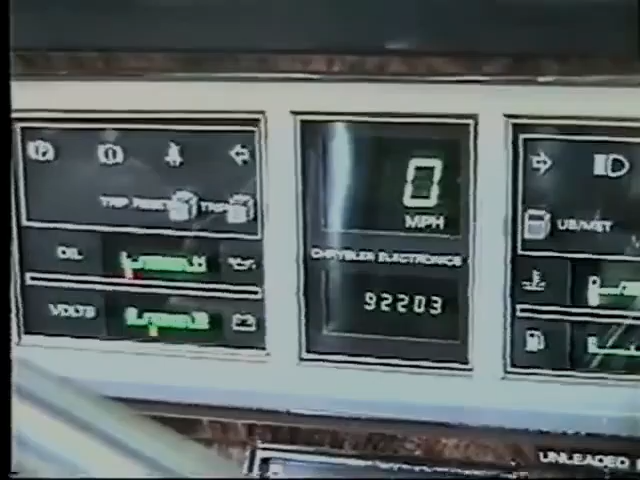 0
MPH
TRIP RESET TRIP
US/MET
OIL
CHRYSLER ELECTRONICS
VOLTS
92203
UNLEADED